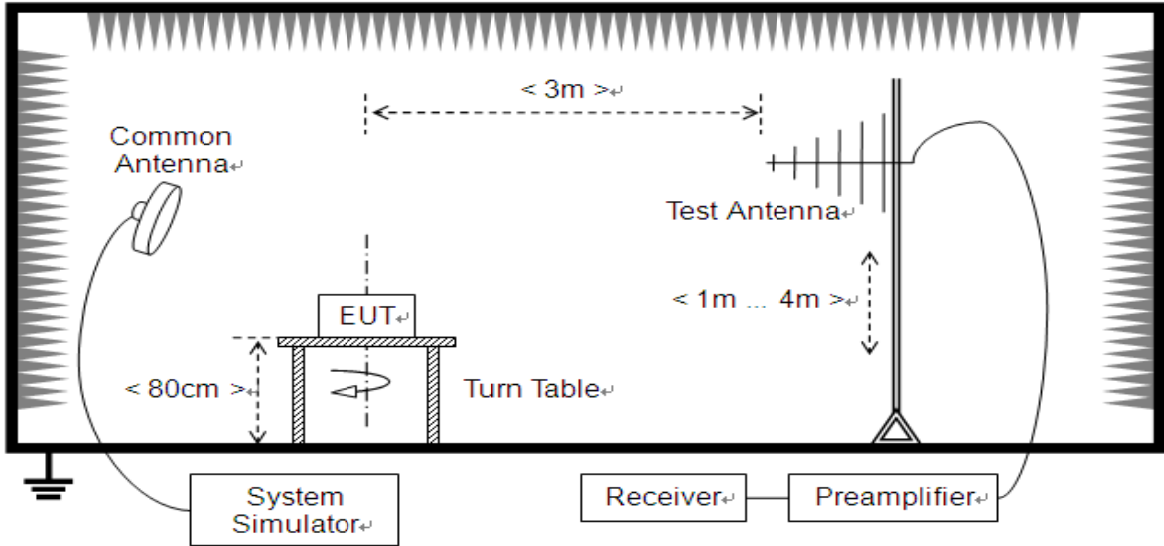 < 3m >↵
Common
Antenna↵
Test Antenna↵
< 1m ... 4m >↵
EUT↵
< 80cm >↵
Turn Table↵
System
Simulator↵
Receiver↵
Preamplifier↵